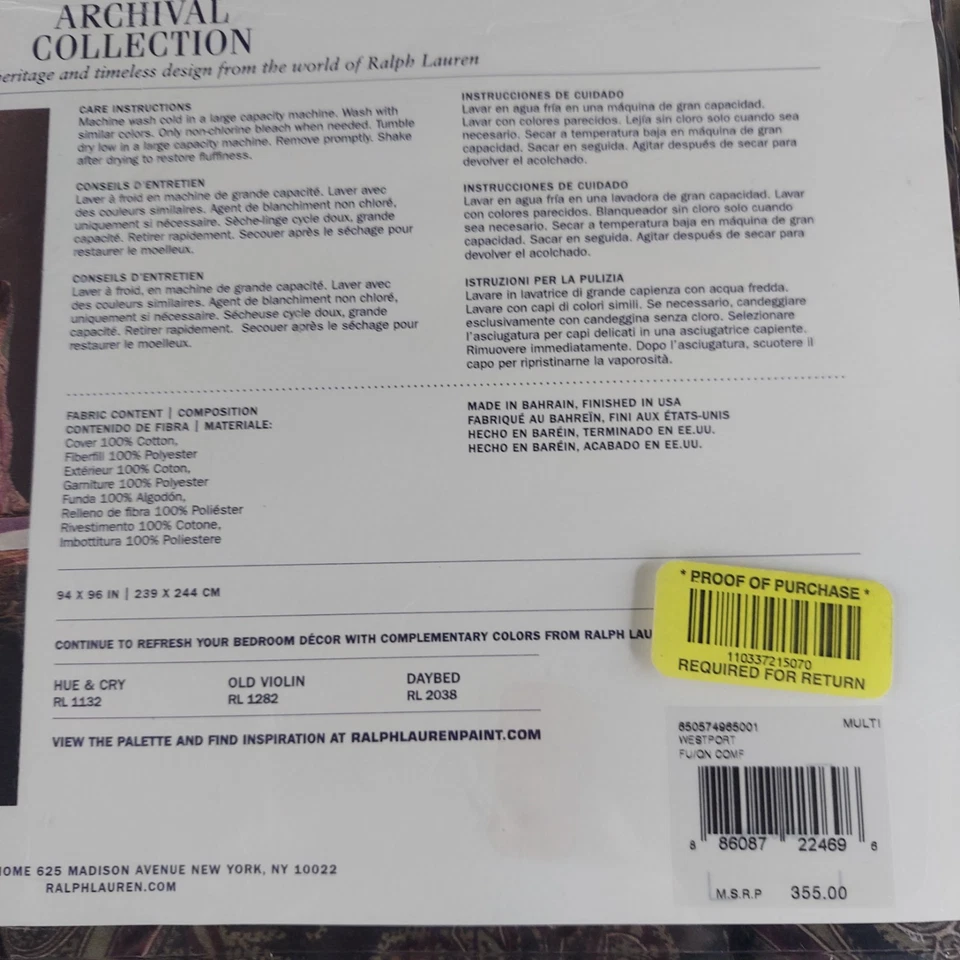 ARCHIVAL
COLLECTION
heritage and timeless design from the world of Ralph Lauren
CARE INSTRUCTIONS
Machine wash cold in a large capacity machine. Wash with
similar colors. Only non-chlorine bleach when needed. Tumble
dry low in a large capacity machine. Remove promptly. Shake
after drying to restore fluffiness.
CONSEILS D'ENTRETIEN
Laver à froid en machine de grande capacité. Laver avec
des couleurs similaires. Agent de blanchiment non chloré,
uniquement si nécessaire. Sèche-linge cycle doux, grande
capacité. Retirer rapidement. Secouer après le séchage pour
restaurer le moelleux.
CONSEILS D'ENTRETIEN
Laver à froid, en machine de grande capacité. Laver avec
des couleurs similaires. Agent de blanchiment non chloré,
uniquement si nécessaire. Sécheuse cycle doux, grande
capacité. Retirer rapidement. Secouer après le séchage pour
restaurer le moelleux.
INSTRUCCIONES DE CUIDADO
Lavar en agua fría en una máquina de gran capacidad.
Lavar con colores parecidos. Lejía sin cloro solo cuando sea
necesario. Secar a temperatura baja en máquina de gran
capacidad. Sacar en seguida. Agitar después de secar para
devolver el acolchado.
INSTRUCCIONES DE CUIDADO
Lavar en agua fría en una lavadora de gran capacidad. Lavar
con colores parecidos. Blanqueador sin cloro solo cuando
sea necesario. Secar a temperatura baja en máquina de gran
capacidad. Sacar en seguida. Agitar después de secar para
devolver el acolchado.
ISTRUZIONI PER LA PULIZIA
Lavare in lavatrice di grande capienza con acqua fredda.
Lavare con capi di colori simili. Se necessario, candeggiare
esclusivamente con candeggina senza cloro. Selezionare
l'asciugatura per capi delicati in una asciugatrice capiente.
Rimuovere immediatamente. Dopo l'asciugatura, scuotere il
capo per ripristinarne la vaporosità.
FABRIC CONTENT | COMPOSITION
CONTENIDO DE FIBRA | MATERIALE:
Cover 100% Cotton,
Fiberfill 100% Polyester
Extérieur 100% Coton,
Garniture 100% Polyester
Funda 100% Algodón,
Relleno de fibra 100% Poliéster
Rivestimento 100% Cotone,
Imbottitura 100% Poliestere
MADE IN BAHRAIN, FINISHED IN USA
FABRIQUÉ AU BAHREÏN, FINI AUX ÉTATS-UNIS
HECHO EN BARÉIN, TERMINADO EN EE.UU.
HECHO EN BARÉIN, ACABADO EN EE.UU.
94 X 96 IN | 239 X 244 CM
CONTINUE TO REFRESH YOUR BEDROOM DÉCOR WITH COMPLEMENTARY COLORS FROM RALPH LAU
HUE & CRY
RL 1132
OLD VIOLIN
RL 1282
DAYBED
RL 2038
VIEW THE PALETTE AND FIND INSPIRATION AT RALPHLAURENPAINT.COM
* PROOF OF PURCHASE *
110337215070
REQUIRED FOR RETURN
650574985001 MULTI
WESTPORT
FU/QN COMF
8 86087 22469 6
M.S.R.P 355.00
HOME 625 MADISON AVENUE NEW YORK, NY 10022
RALPHLAUREN.COM